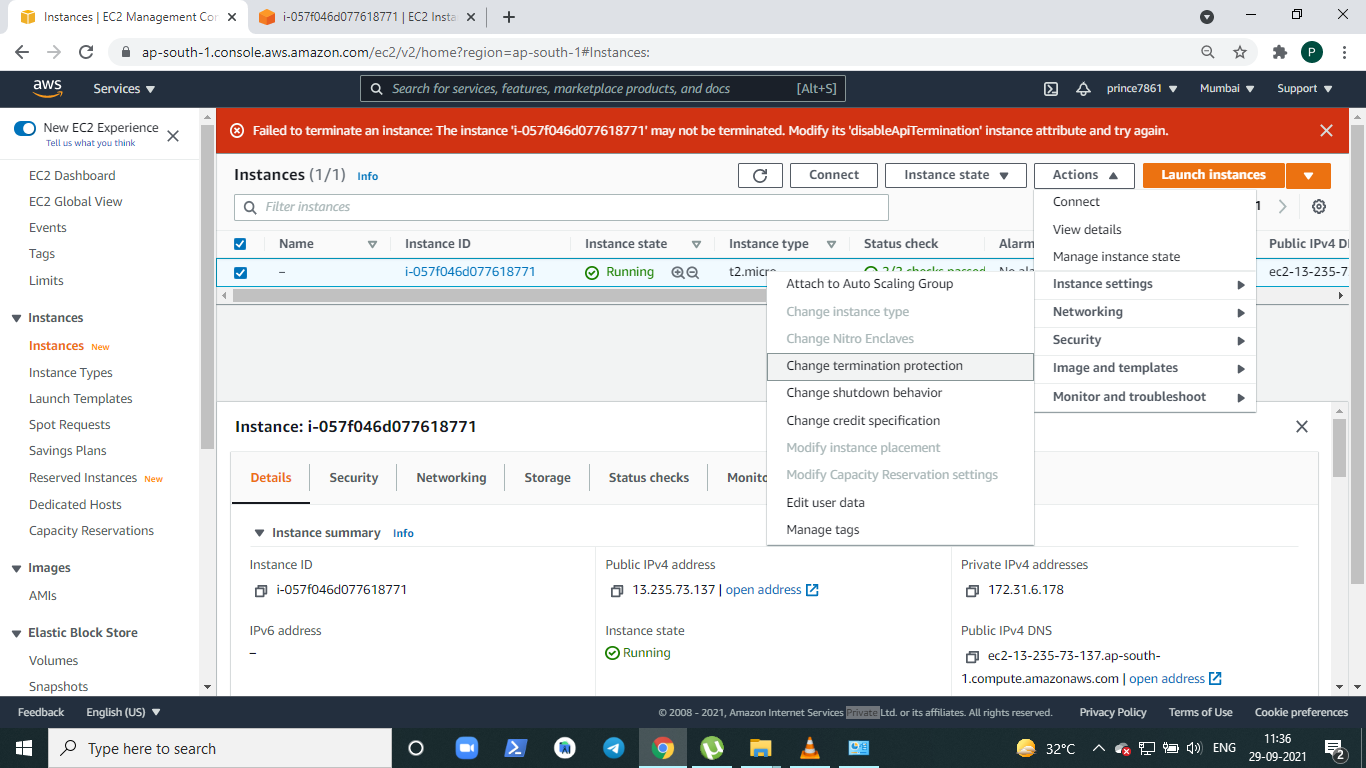 Instances | EC2 Management Con
i-057f046d077618771 | EC2 Insta
ap-south-1.console.aws.amazon.com/ec2/v2/home?region=ap-south-1#Instances:
P
aws
Services
Search for services, features, marketplace products, and docs
[Alt+S]
prince7861
Mumbai
Support
New EC2 Experience
Tell us what you think
Failed to terminate an instance: The instance 'i-057f046d077618771' may not be terminated. Modify its 'disableApiTermination' instance attribute and try again.
EC2 Dashboard
EC2 Global View
Events
Tags
Limits
Instances
Instances New
Instance Types
Launch Templates
Spot Requests
Savings Plans
Reserved Instances New
Dedicated Hosts
Capacity Reservations
Images
AMIs
Elastic Block Store
Volumes
Snapshots
Instances (1/1) Info
Connect
Instance state
Actions
Launch instances
Filter instances
1
Name
Instance ID
Instance state
Instance type
Status check
Alarm
Public IPv4 D
–
i-057f046d077618771
Running
t2.micro
2/2 checks passed
No ala
ec2-13-235-7
Connect
View details
Manage instance state
Instance settings
Networking
Security
Image and templates
Monitor and troubleshoot
Attach to Auto Scaling Group
Change instance type
Change Nitro Enclaves
Change termination protection
Change shutdown behavior
Change credit specification
Modify instance placement
Modify Capacity Reservation settings
Edit user data
Manage tags
Instance: i-057f046d077618771
Details
Security
Networking
Storage
Status checks
Monito
Instance summary Info
Instance ID
i-057f046d077618771
Public IPv4 address
13.235.73.137 | open address
Private IPv4 addresses
172.31.6.178
IPv6 address
–
Instance state
Running
Public IPv4 DNS
ec2-13-235-73-137.ap-south-
1.compute.amazonaws.com | open address
Feedback
English (US)
© 2008 - 2021, Amazon Internet Services Private Ltd. or its affiliates. All rights reserved.
Privacy Policy
Terms of Use
Cookie preferences
Type here to search
32°C
ENG
11:36
29-09-2021
2